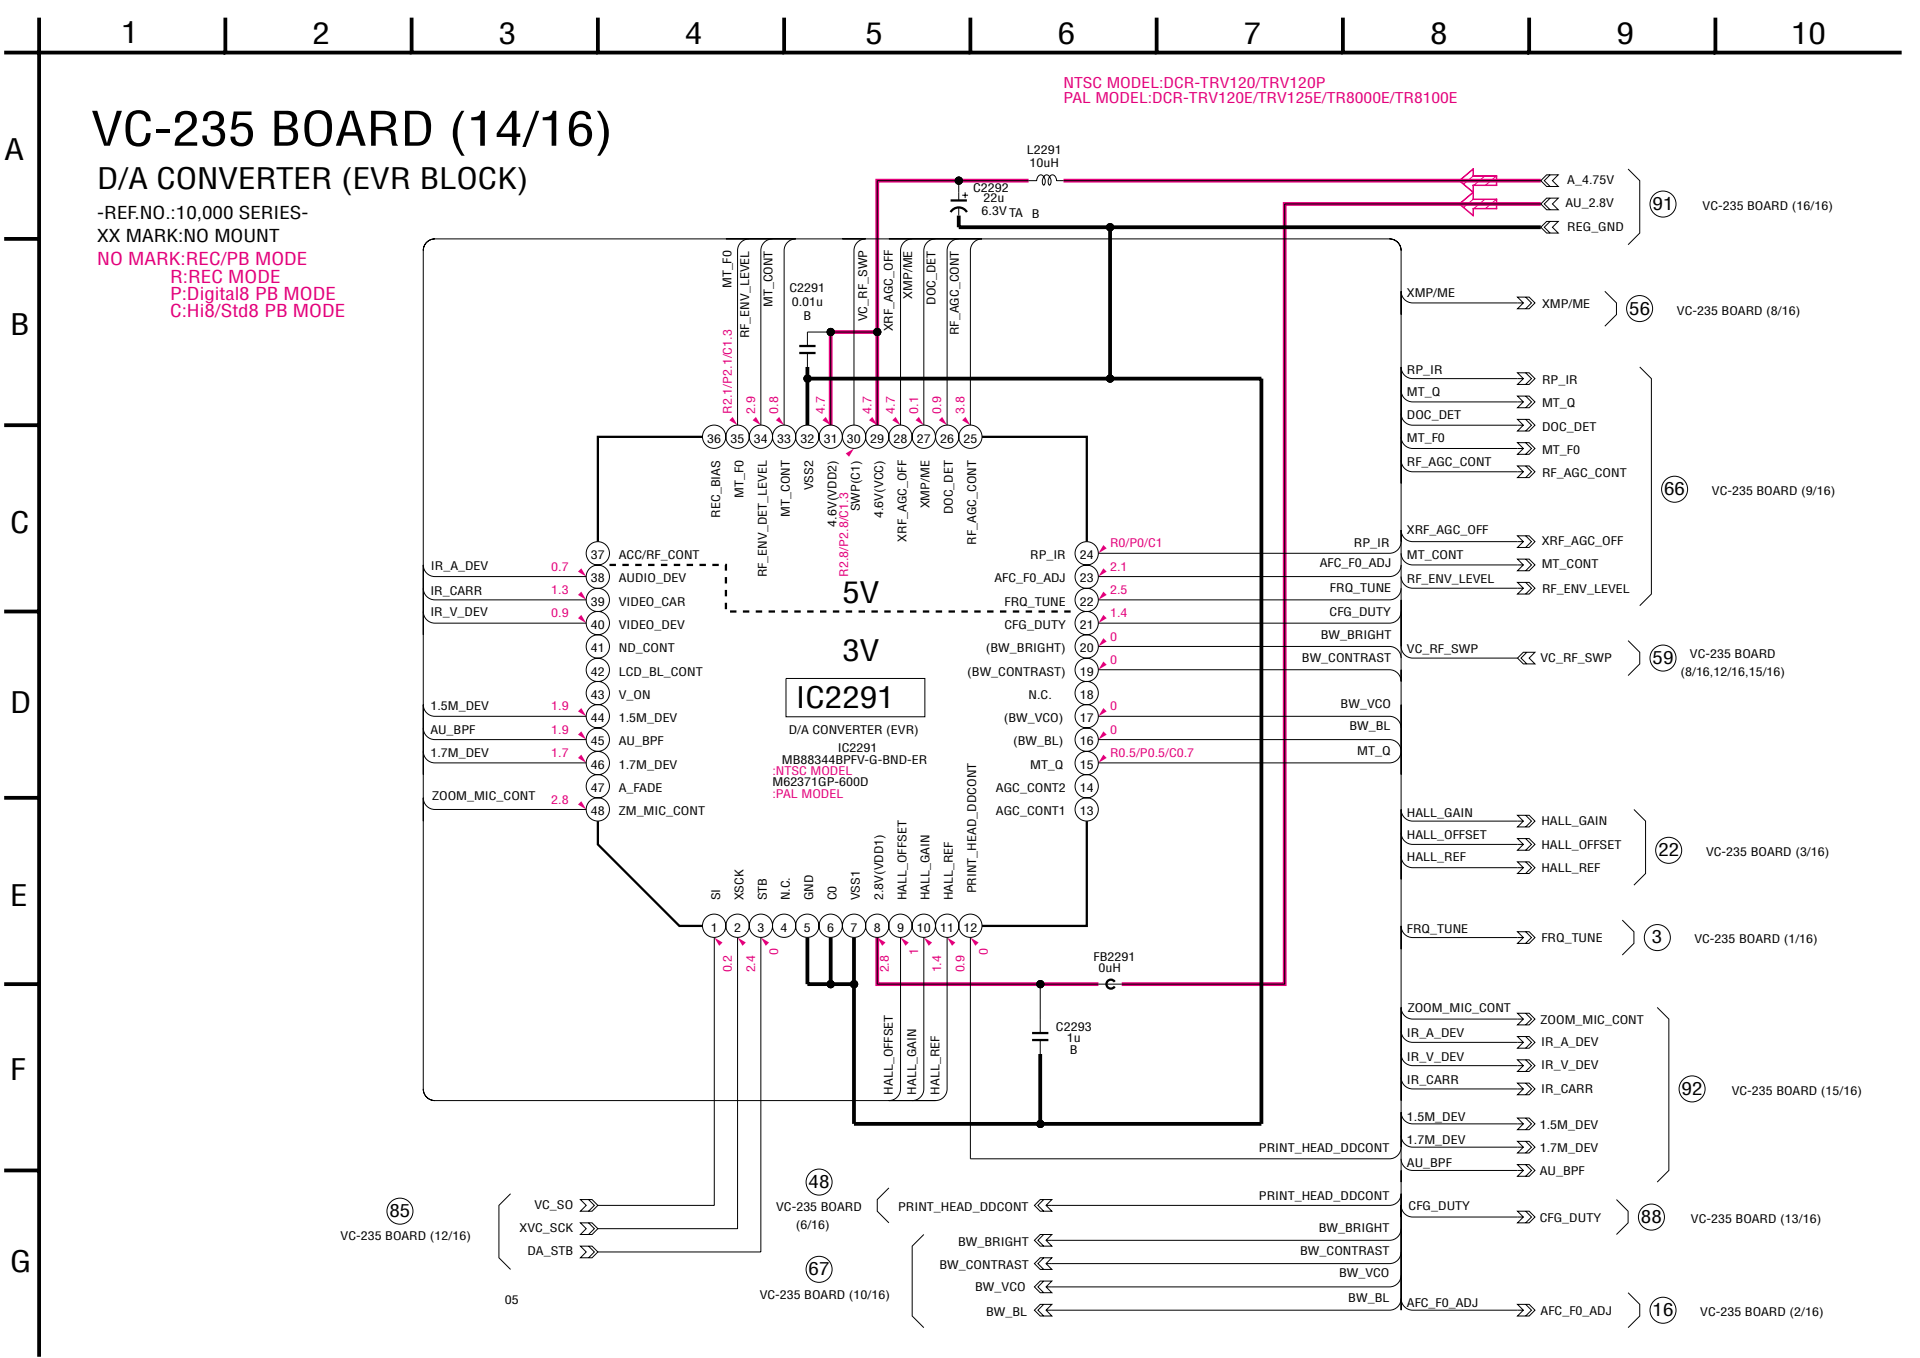 1 2 3 4 5 6 7 8 9 10
A
B
C
D
E
F
G
NTSC MODEL:DCR-TRV120/TRV120P
PAL MODEL:DCR-TRV120E/TRV125E/TR8000E/TR8100E
VC-235 BOARD (14/16)
D/A CONVERTER (EVR BLOCK)
-REF.NO.:10,000 SERIES-
XX MARK:NO MOUNT
NO MARK:REC/PB MODE
R:REC MODE
P:Digital8 PB MODE
C:Hi8/Std8 PB MODE
L2291
10uH
C2292
22u
6.3V TA B
+
A_4.75V
AU_2.8V
REG_GND
91 VC-235 BOARD (16/16)
MT_F0
RF_ENV_LEVEL
MT_CONT
C2291
0.01u
B
VC_RF_SWP
XRF_AGC_OFF
XMP/ME
DOC_DET
RF_AGC_CONT
R2.1/P2.1/C1.3
2.9
0.8
4.7
4.7
4.7
0.1
0.9
3.8
36 35 34 33 32 31 30 29 28 27 26 25
REC_BIAS
MT_F0
RF_ENV_DET_LEVEL
MT_CONT
VSS2
4.6V(VDD2)
R2.8/P2.8/C1.3
SWP(C1)
4.6V(VCC)
XRF_AGC_OFF
XMP/ME
DOC_DET
RF_AGC_CONT
37 ACC/RF_CONT
IR_A_DEV 0.7 38 AUDIO_DEV
IR_CARR 1.3 39 VIDEO_CAR
IR_V_DEV 0.9 40 VIDEO_DEV
41 ND_CONT
42 LCD_BL_CONT
43 V_ON
1.5M_DEV 1.9 44 1.5M_DEV
AU_BPF 1.9 45 AU_BPF
1.7M_DEV 1.7 46 1.7M_DEV
47 A_FADE
ZOOM_MIC_CONT 2.8 48 ZM_MIC_CONT
5V
3V
IC2291
D/A CONVERTER (EVR)
IC2291
MB88344BPFV-G-BND-ER
:NTSC MODEL
M62371GP-600D
:PAL MODEL
RP_IR 24 R0/P0/C1 RP_IR
AFC_F0_ADJ 23 2.1 AFC_F0_ADJ
FRQ_TUNE 22 2.5 FRQ_TUNE
CFG_DUTY 21 1.4 CFG_DUTY
(BW_BRIGHT) 20 0 BW_BRIGHT
(BW_CONTRAST) 19 0 BW_CONTRAST
N.C. 18
(BW_VCO) 17 0 BW_VCO
(BW_BL) 16 0 BW_BL
MT_Q 15 R0.5/P0.5/C0.7 MT_Q
AGC_CONT2 14
AGC_CONT1 13
SI
XSCK
STB
N.C.
GND
C0
VSS1
2.8V(VDD1)
HALL_OFFSET
HALL_GAIN
HALL_REF
PRINT_HEAD_DDCONT
1 2 3 4 5 6 7 8 9 10 11 12
0.2
2.4
0
2.8
1
1.4
0.9
0
HALL_OFFSET
HALL_GAIN
HALL_REF
FB2291
0uH
C2293
1u
B
PRINT_HEAD_DDCONT
XMP/ME XMP/ME
56 VC-235 BOARD (8/16)
RP_IR RP_IR
MT_Q MT_Q
DOC_DET DOC_DET
MT_F0 MT_F0
RF_AGC_CONT RF_AGC_CONT
66 VC-235 BOARD (9/16)
XRF_AGC_OFF XRF_AGC_OFF
MT_CONT MT_CONT
RF_ENV_LEVEL RF_ENV_LEVEL
VC_RF_SWP VC_RF_SWP
59 VC-235 BOARD
(8/16,12/16,15/16)
HALL_GAIN HALL_GAIN
HALL_OFFSET HALL_OFFSET
HALL_REF HALL_REF
22 VC-235 BOARD (3/16)
FRQ_TUNE FRQ_TUNE
3 VC-235 BOARD (1/16)
ZOOM_MIC_CONT ZOOM_MIC_CONT
IR_A_DEV IR_A_DEV
IR_V_DEV IR_V_DEV
IR_CARR IR_CARR
92 VC-235 BOARD (15/16)
1.5M_DEV 1.5M_DEV
1.7M_DEV 1.7M_DEV
AU_BPF AU_BPF
CFG_DUTY CFG_DUTY
88 VC-235 BOARD (13/16)
AFC_F0_ADJ AFC_F0_ADJ
16 VC-235 BOARD (2/16)
85
VC-235 BOARD (12/16)
VC_SO
XVC_SCK
DA_STB
05
48
VC-235 BOARD
(6/16)
PRINT_HEAD_DDCONT PRINT_HEAD_DDCONT
67
VC-235 BOARD (10/16)
BW_BRIGHT BW_BRIGHT
BW_CONTRAST BW_CONTRAST
BW_VCO BW_VCO
BW_BL BW_BL